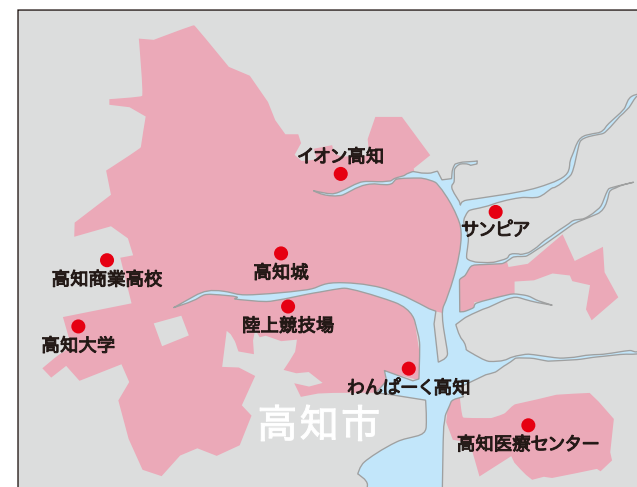 イオン高知
サンピア
高知商業高校
高知城
陸上競技場
高知大学
わんぱーく高知
高知市
高知医療センター